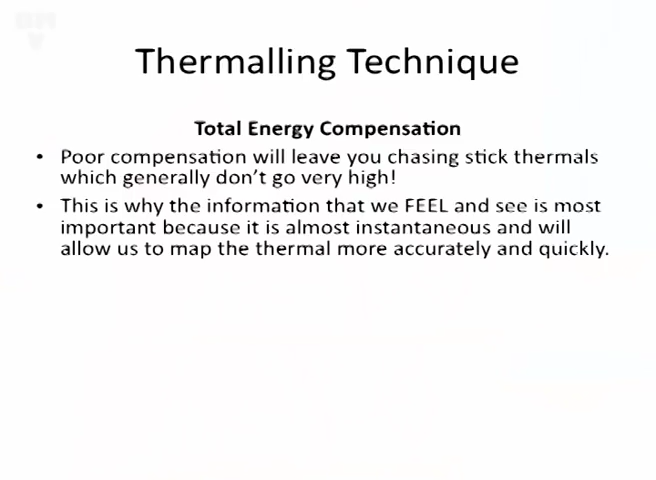 Thermalling Technique
Total Energy Compensation
• Poor compensation will leave you chasing stick thermals
which generally don't go very high!
• This is why the information that we FEEL and see is most
important because it is almost instantaneous and will
allow us to map the thermal more accurately and quickly.